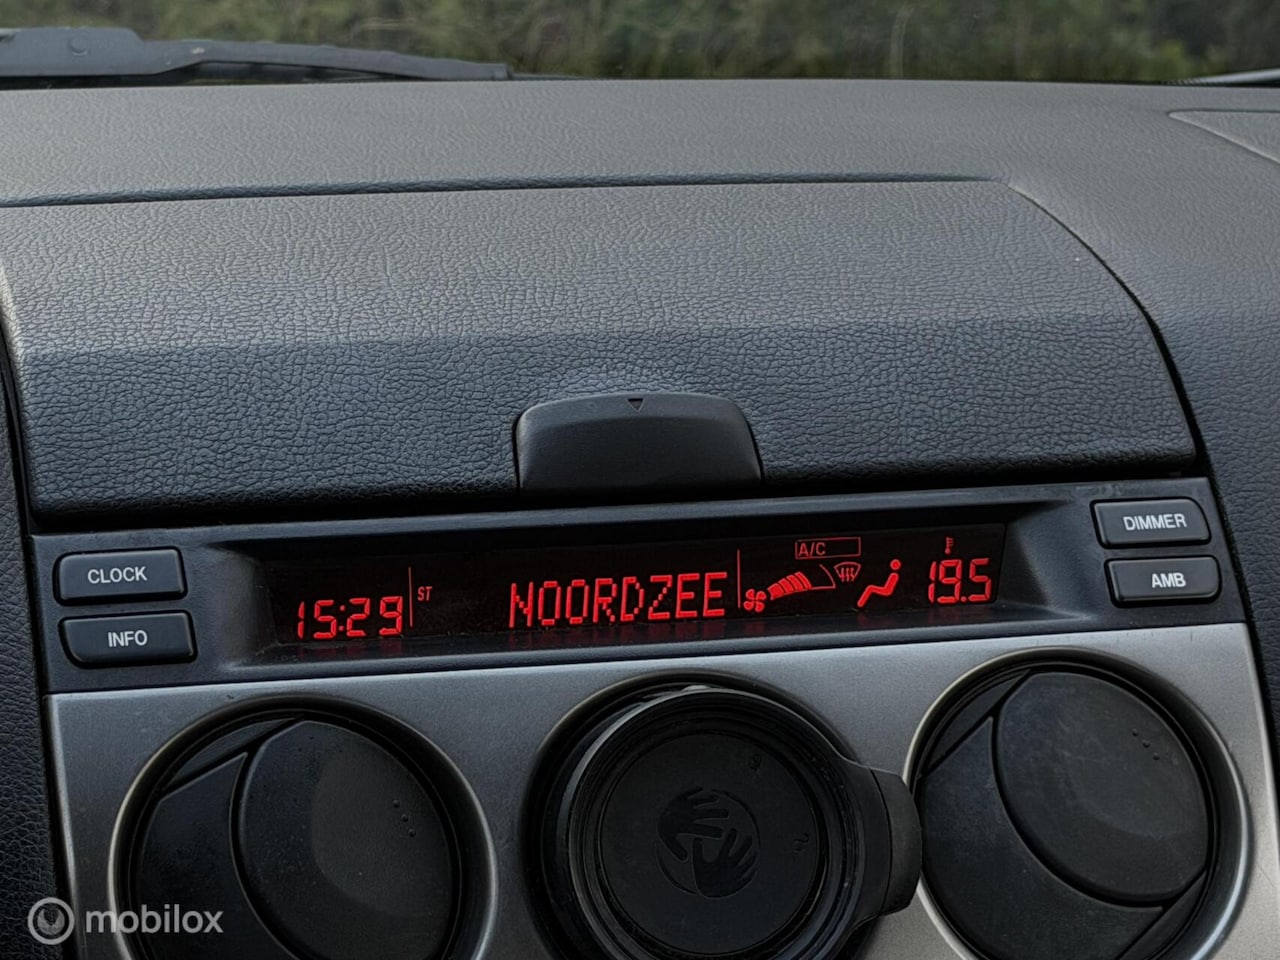 CLOCK
INFO
15:29
ST
NOORDZEE
A/C
19.5
DIMMER
AMB
mobilox